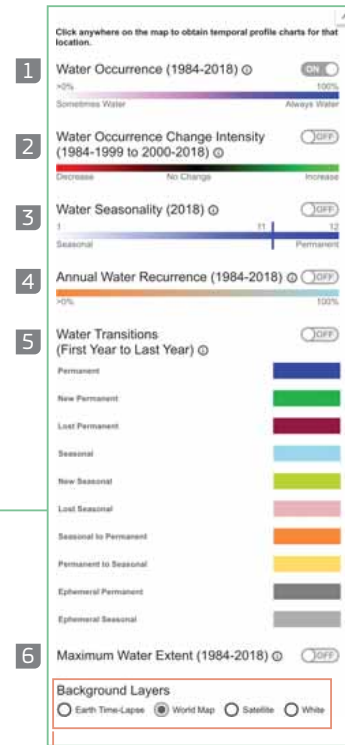 Click anywhere on the map to obtain temporal profile charts for that
location.
1 Water Occurrence (1984-2018) ON
>0% 100%
Sometimes Water Always Water
2 Water Occurrence Change Intensity OFF
(1984-1999 to 2000-2018)
Decrease No Change Increase
3 Water Seasonality (2018) OFF
1 11 12
Seasonal Permanent
4 Annual Water Recurrence (1984-2018) OFF
>0% 100%
5 Water Transitions OFF
(First Year to Last Year)
Permanent
New Permanent
Lost Permanent
Seasonal
New Seasonal
Lost Seasonal
Seasonal to Permanent
Permanent to Seasonal
Ephemeral Permanent
Ephemeral Seasonal
6 Maximum Water Extent (1984-2018) OFF
Background Layers
Earth Time-Lapse World Map Satellite White